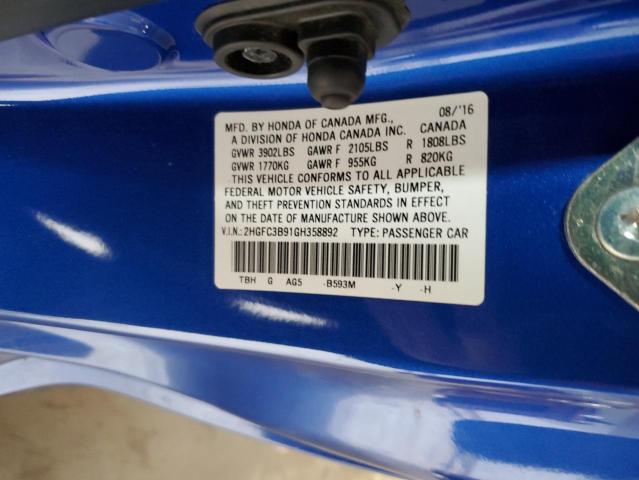 08/'16
MFD. BY HONDA OF CANADA MFG.,
A DIVISION OF HONDA CANADA INC. CANADA
GVWR 3902LBS GAWR F 2105LBS R 1808LBS
GVWR 1770KG GAWR F 955KG R 820KG
THIS VEHICLE CONFORMS TO ALL APPLICABLE
FEDERAL MOTOR VEHICLE SAFETY, BUMPER,
AND THEFT PREVENTION STANDARDS IN EFFECT
ON THE DATE OF MANUFACTURE SHOWN ABOVE.
V.I.N.:2HGFC3B91GH358892 TYPE: PASSENGER CAR
TBH G AG5 -B593M -Y -H